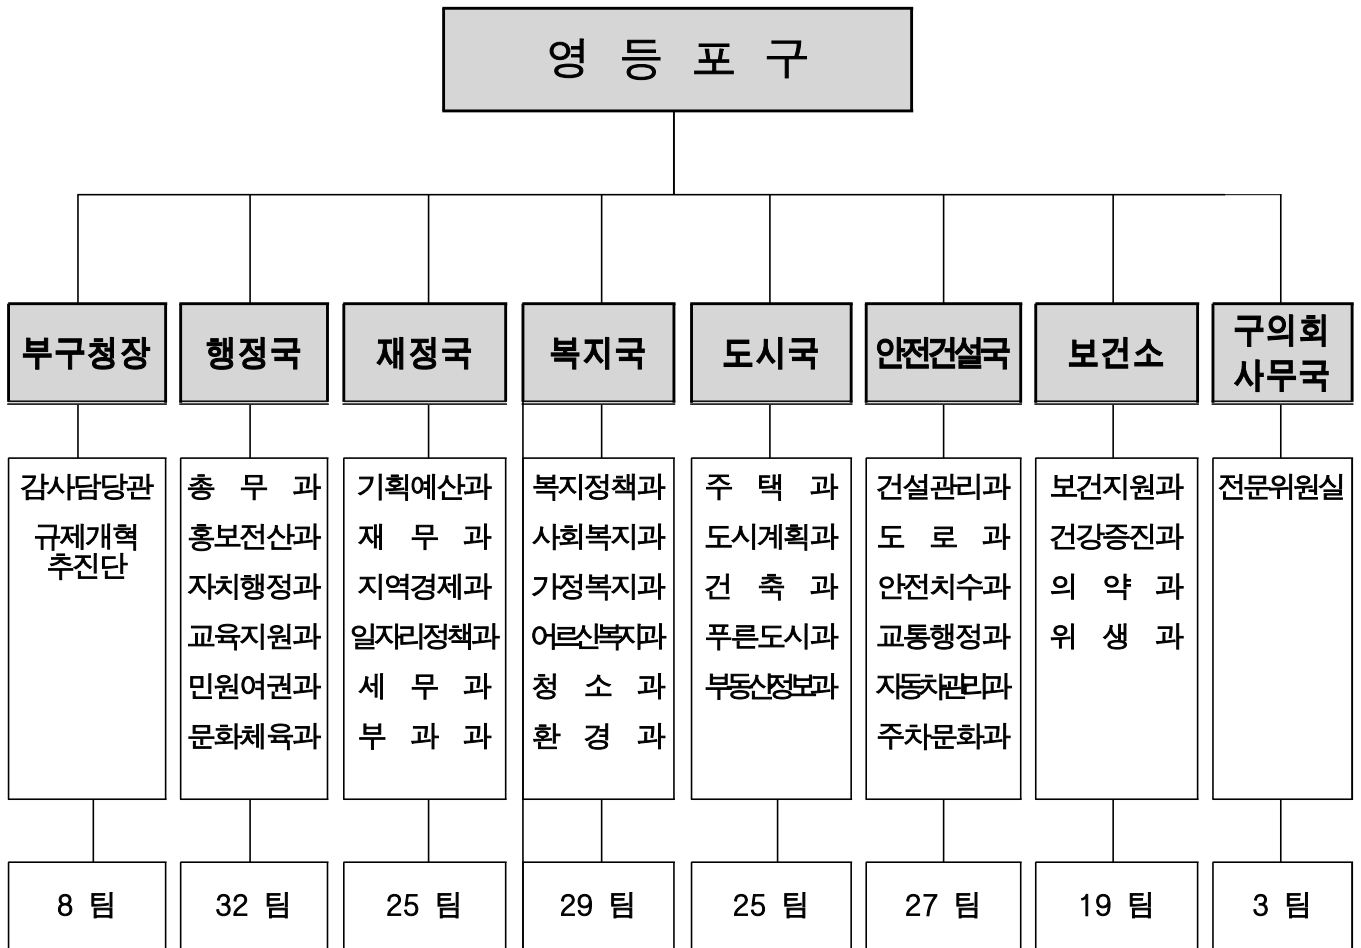 영 등 포 구
부구청장
행정국
재정국
복지국
도시국
안전건설국
보건소
구의회
사무국
감사담당관
규제개혁
추진단
총 무 과
홍보전산과
자치행정과
교육지원과
민원여권과
문화체육과
기획예산과
재 무 과
지역경제과
일자리정책과
세 무 과
부 과 과
복지정책과
사회복지과
가정복지과
어르신복지과
청 소 과
환 경 과
주 택 과
도시계획과
건 축 과
푸른도시과
부동산정보과
건설관리과
도 로 과
안전치수과
교통행정과
자동차관리과
주차문화과
보건지원과
건강증진과
의 약 과
위 생 과
전문위원실
8 팀
32 팀
25 팀
29 팀
25 팀
27 팀
19 팀
3 팀